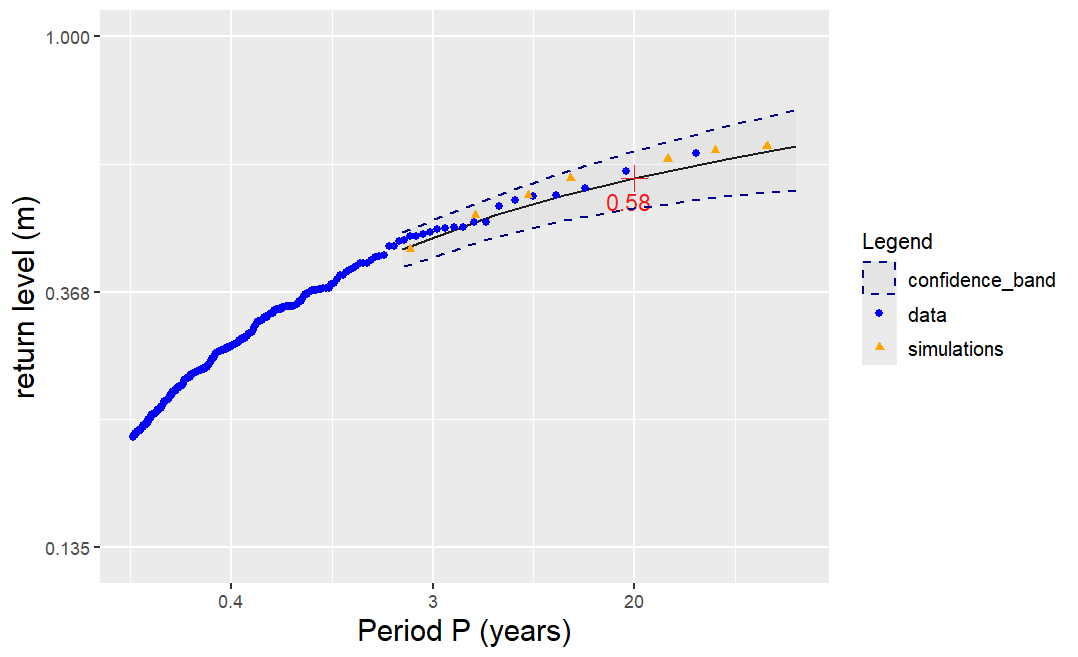 return level (m)
1.000
0.368
0.135
0.58
0.4
3
20
Period P (years)
Legend
confidence_band
data
simulations